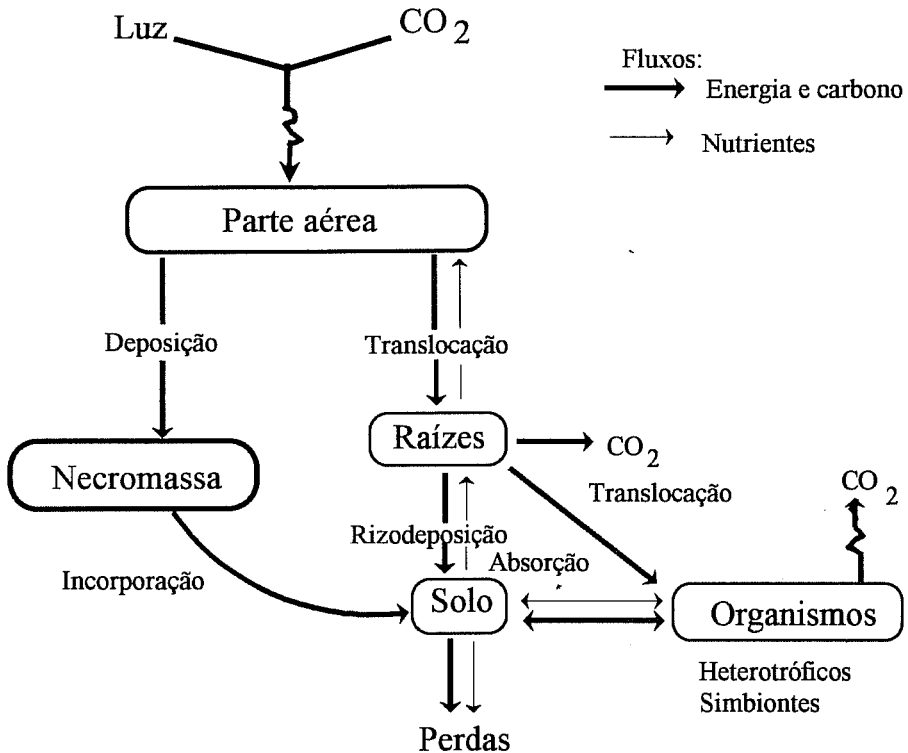 Luz
CO2
Fluxos:
Energia e carbono
Nutrientes
Parte aérea
Deposição
Translocação
Raízes
CO2
Necromassa
Translocação
CO2
Rizodeposição
Absorção
Incorporação
Solo
Organismos
Heterotróficos
Simbiontes
Perdas